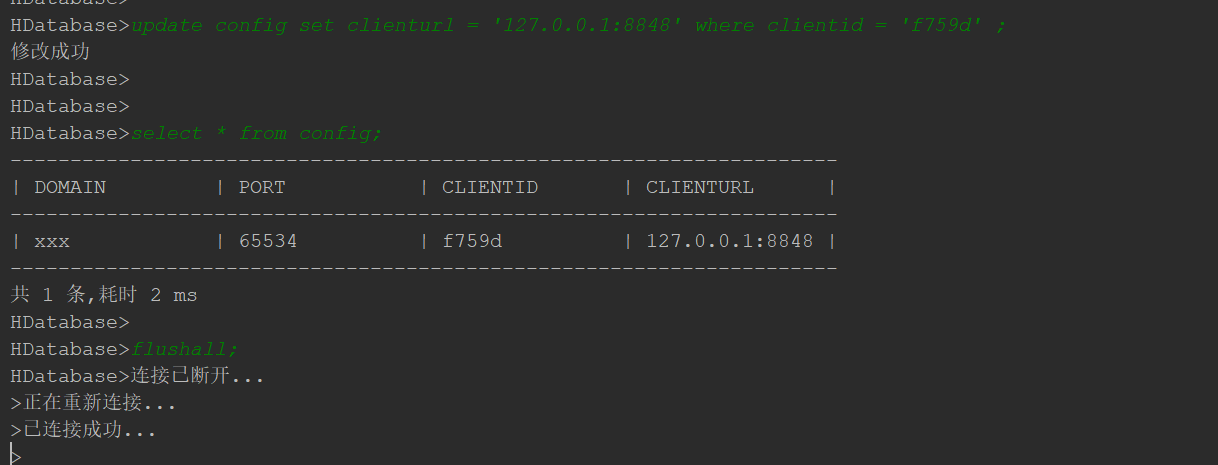 HDatabase>
HDatabase>update config set clienturl = '127.0.0.1:8848' where clientid = 'f759d' ;
修改成功
HDatabase>
HDatabase>
HDatabase>select * from config;
---------------------------------------------------------------------
| DOMAIN | PORT | CLIENTID | CLIENTURL |
---------------------------------------------------------------------
| xxx | 65534 | f759d | 127.0.0.1:8848 |
---------------------------------------------------------------------
共 1 条,耗时 2 ms
HDatabase>
HDatabase>flushall;
HDatabase>连接已断开...
>正在重新连接...
>已连接成功...
>